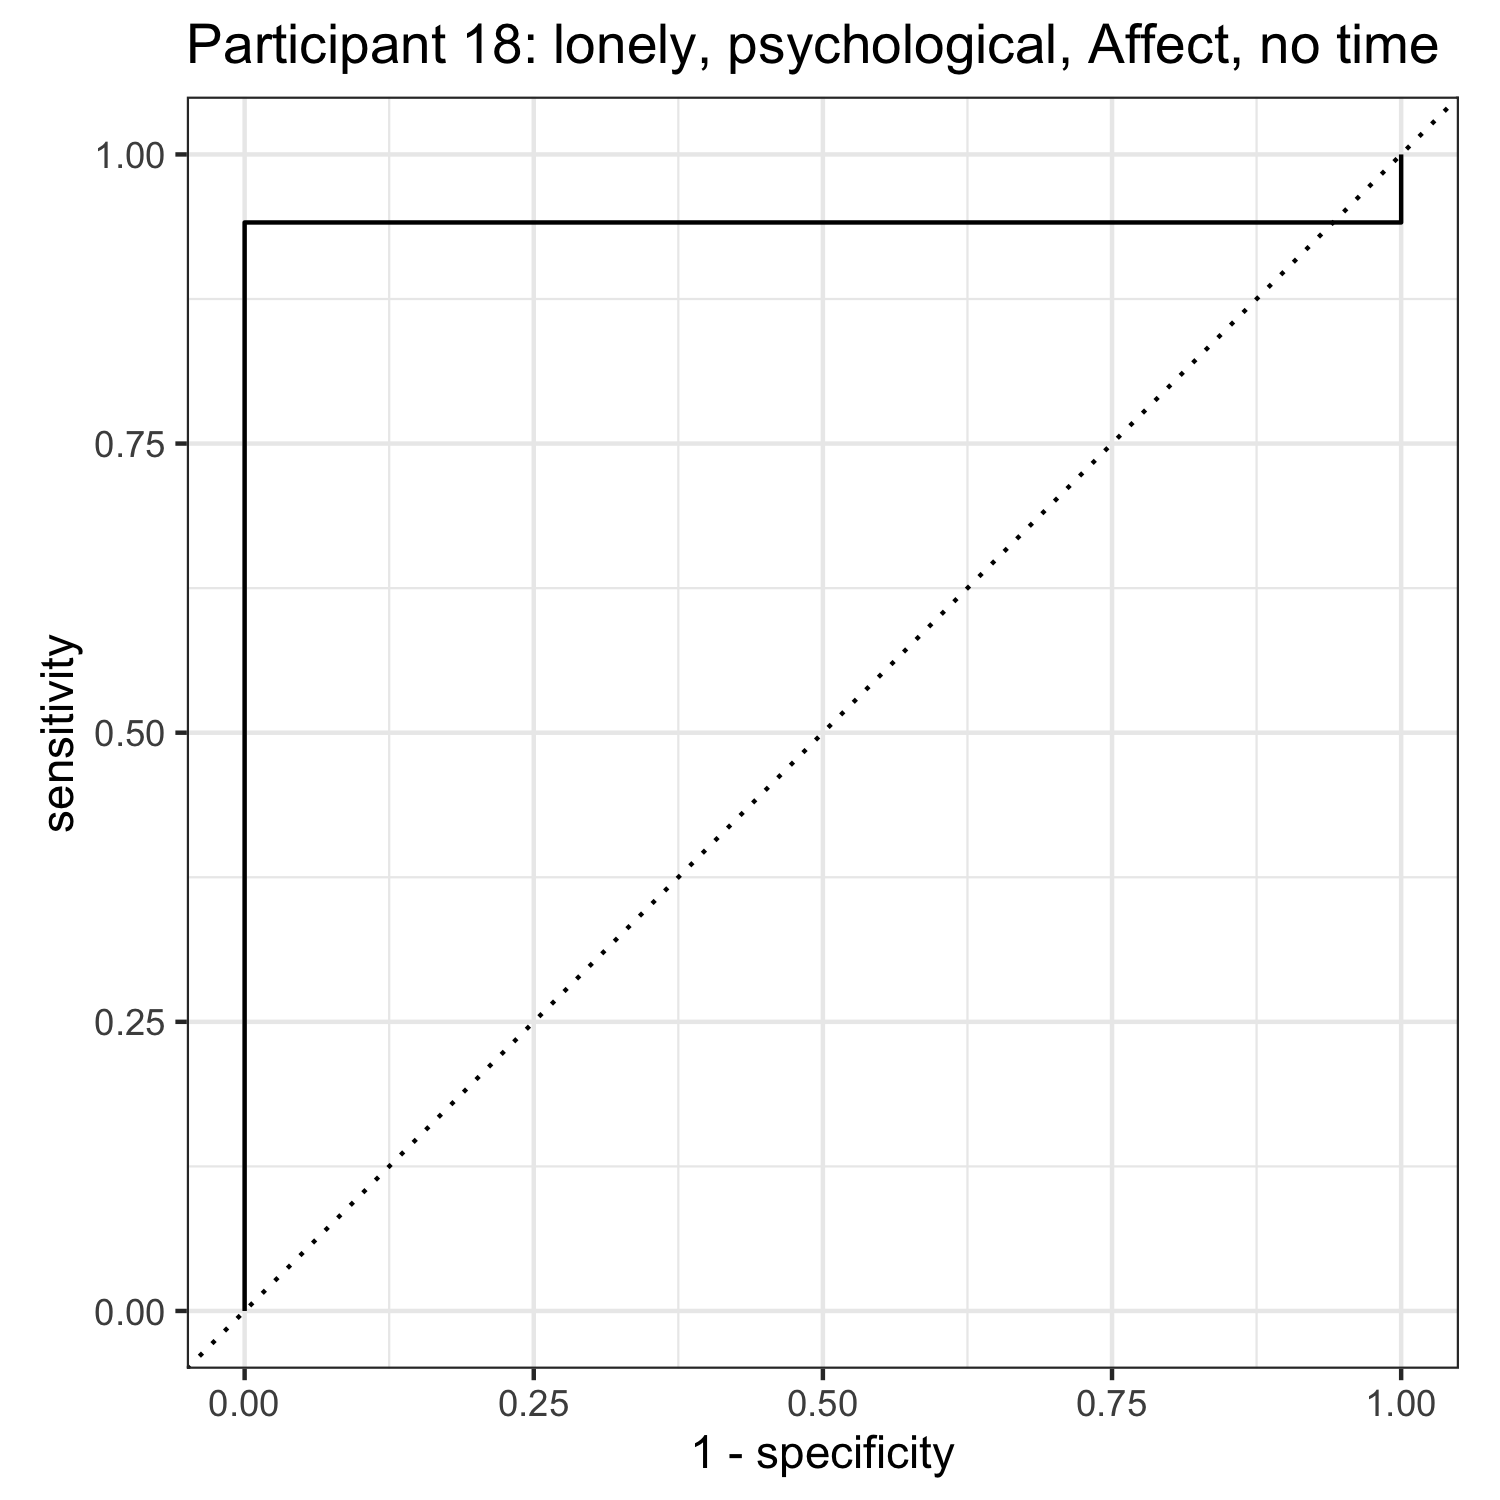 Participant 18: lonely, psychological, Affect, no time
1.00
0.75
0.50
0.25
0.00
sensitivity
0.00 0.25 0.50 0.75 1.00
1 - specificity